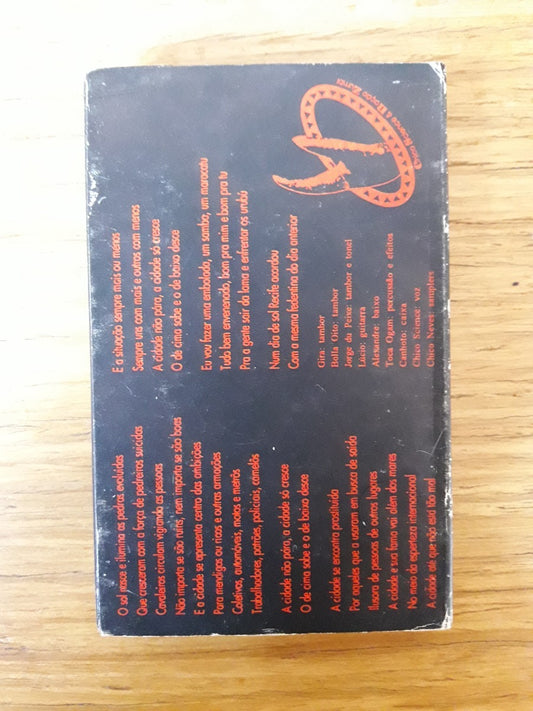 O sol nasce e ilumina as pedras evoluídas
Que cresceram com a força de pedreiros suicidas
Cavaleiros circulam vigiando as pessoas
Não importa se são ruins, nem importa se são boas
E a cidade se apresenta centro das ambições
Para mendigos ou ricos e outras armações
Coletivos, automóveis, motos e metrôs
Trabalhadores, patrões, policiais, camelôs
A cidade não pára, a cidade só cresce
O de cima sobe e o de baixo desce
A cidade se encontra prostituída
Por aqueles que a usaram em busca de saída
Ilusora de pessoas de outros lugares
A cidade e sua fama vai além dos mares
No meio da esperteza internacional
A cidade até que não está tão mal
E a situação sempre mais ou menos
Sempre uns com mais e outros com menos
A cidade não pára, a cidade só cresce
O de cima sobe e o de baixo desce
Eu vou fazer uma embolada, um samba, um maracatu
Tudo bem envenenado, bom pra mim e bom pra tu
Pra a gente sair da lama e enfrentar os urubú
Num dia de sol Recife acordou
Com a mesma fedentina do dia anterior
Gira: tambor
Bolla Oito: tambor
Jorge du Peixe: tambor e tonel
Lúcio: guitarra
Alexandre: baixo
Toca Ogam: percussão e efeitos
Canhoto: caixa
Chico Science: voz
Chico Neves: samplers
Chico Science & Nação Zumbi